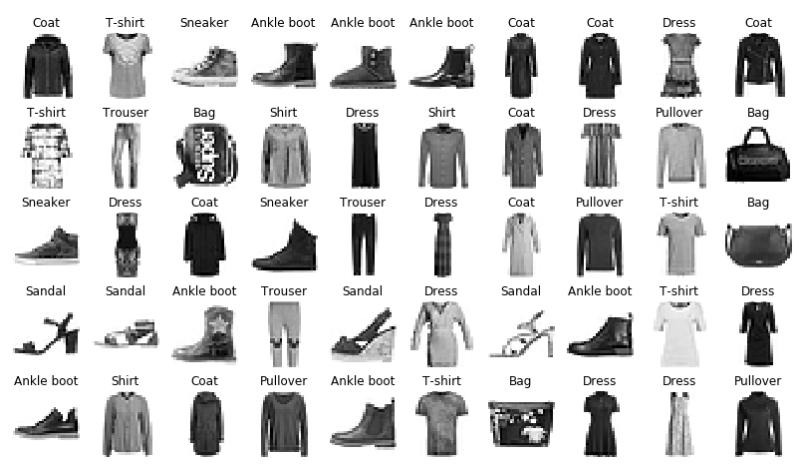 Coat T-shirt Sneaker Ankle boot Ankle boot Ankle boot Coat Coat Dress Coat
T-shirt Trouser Bag Shirt Dress Shirt Coat Dress Pullover Bag
Super
Sneaker Dress Coat Sneaker Trouser Dress Coat Pullover T-shirt Bag
Sandal Sandal Ankle boot Trouser Sandal Dress Sandal Ankle boot T-shirt Dress
Ankle boot Shirt Coat Pullover Ankle boot T-shirt Bag Dress Dress Pullover